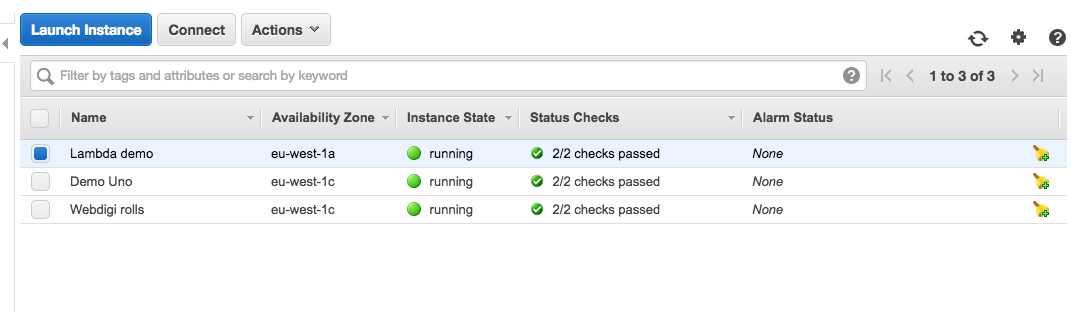 Launch Instance Connect Actions
Filter by tags and attributes or search by keyword ? 1 to 3 of 3 ?
Name Availability Zone Instance State Status Checks Alarm Status
Lambda demo eu-west-1a running 2/2 checks passed None
Demo Uno eu-west-1c running 2/2 checks passed None
Webdigi rolls eu-west-1c running 2/2 checks passed None